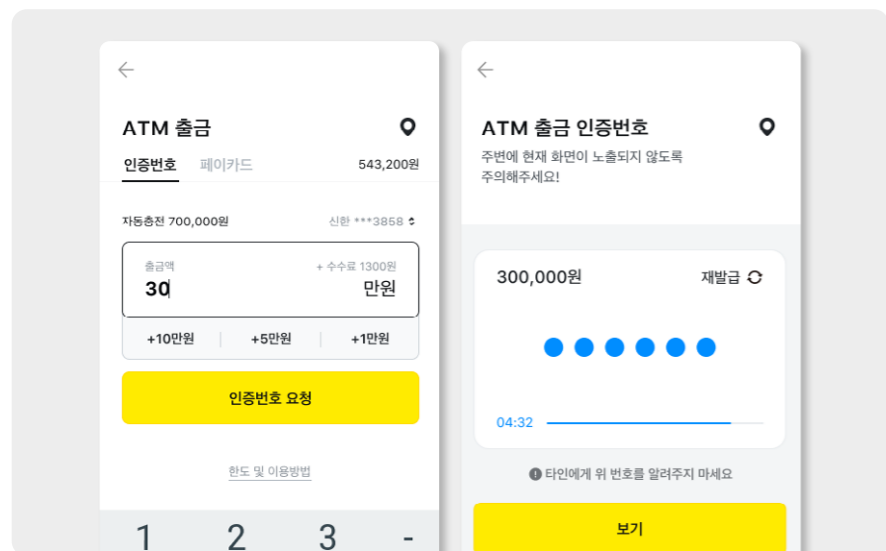 ATM 출금
인증번호 페이카드 543,200원
자동충전 700,000원 신한 ***3858
출금액 + 수수료 1300원
30 만원
+10만원 +5만원 +1만원
인증번호 요청
한도 및 이용방법
1 2 3 -
ATM 출금 인증번호
주변에 현재 화면이 노출되지 않도록
주의해주세요!
300,000원 재발급
04:32
타인에게 위 번호를 알려주지 마세요
보기